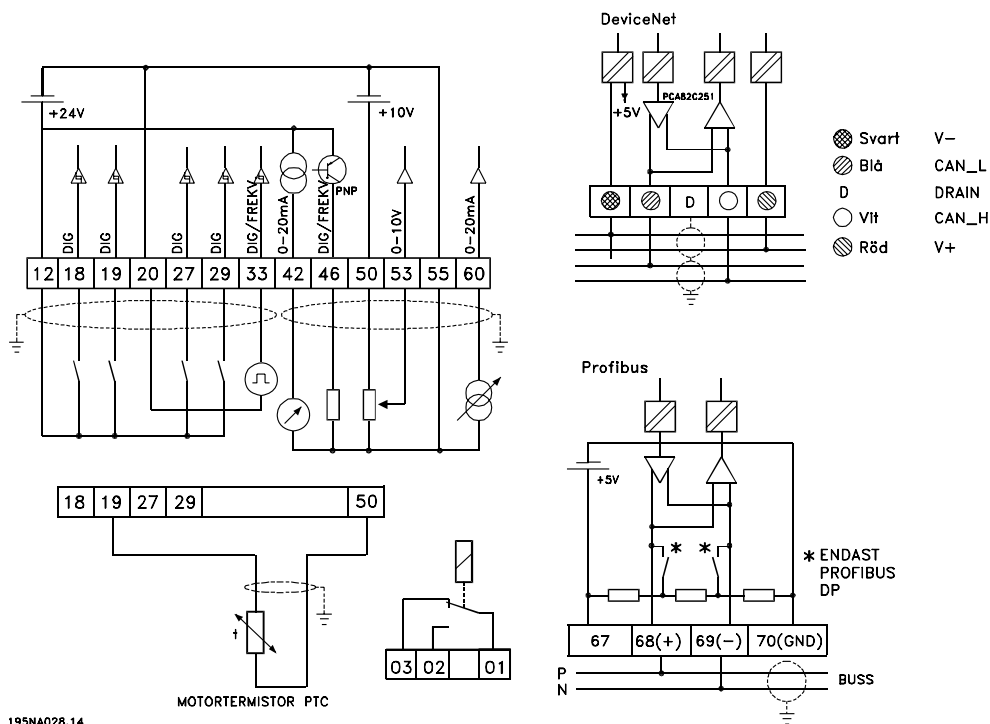 DeviceNet
+24V
+10V
PCA82C251
+5V
DIG
DIG
DIG
DIG
DIG/FREKV
0-20mA
DIG/FREKV
PNP
0-10V
0-20mA
12 18 19 20 27 29 33 42 46 50 53 55 60
D
Svart V-
Blå CAN_L
D DRAIN
Vit CAN_H
Röd V+
Profibus
+5V
* *
* ENDAST
PROFIBUS
DP
67 68(+) 69(-) 70(GND)
P
N
BUSS
18 19 27 29 50
t
MOTORTERMISTOR PTC
03 02 01
195NA028.14